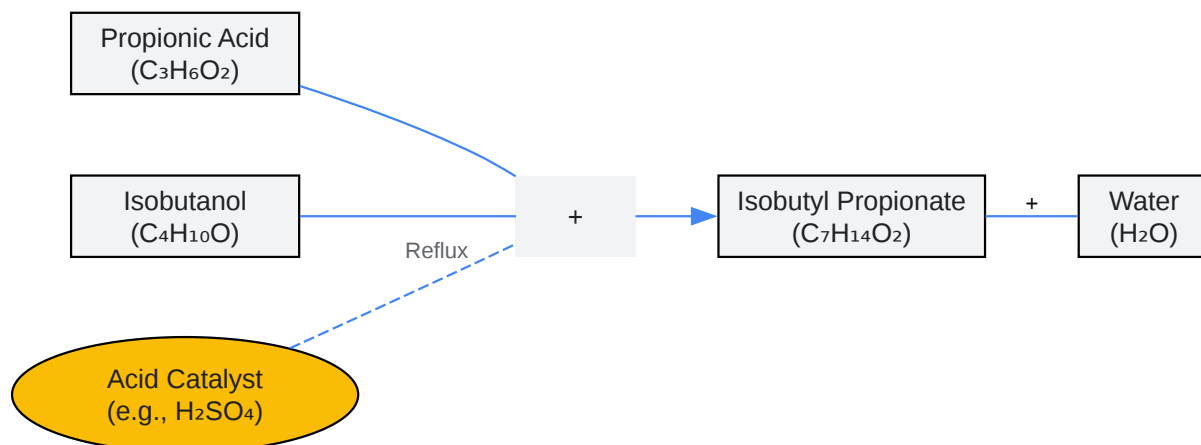 Propionic Acid
(C₃H₆O₂)
Isobutanol
(C₄H₁₀O)
Reflux
+
Isobutyl Propionate
(C₇H₁₄O₂)
+
Water
(H₂O)
Acid Catalyst
(e.g., H₂SO₄)